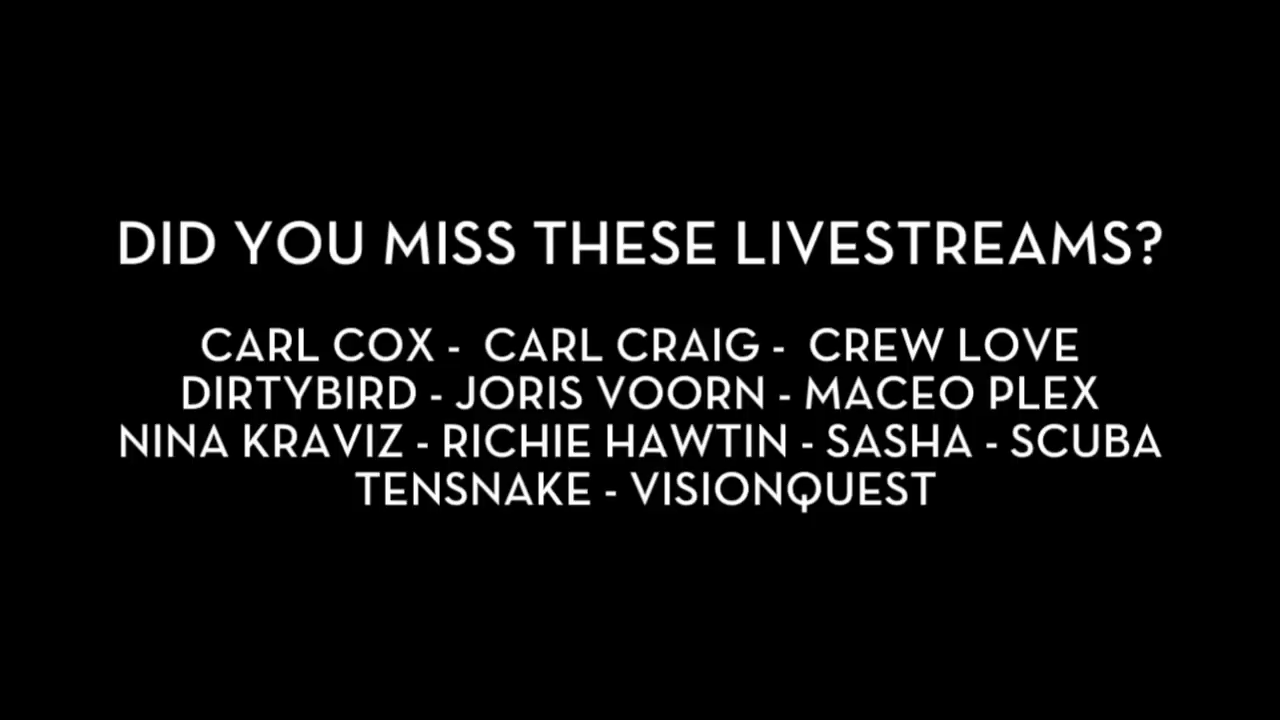 DID YOU MISS THESE LIVESTREAMS?
CARL COX - CARL CRAIG - CREW LOVE
DIRTYBIRD - JORIS VOORN - MACEO PLEX
NINA KRAVIZ - RICHIE HAWTIN - SASHA - SCUBA
TENSNAKE - VISIONQUEST